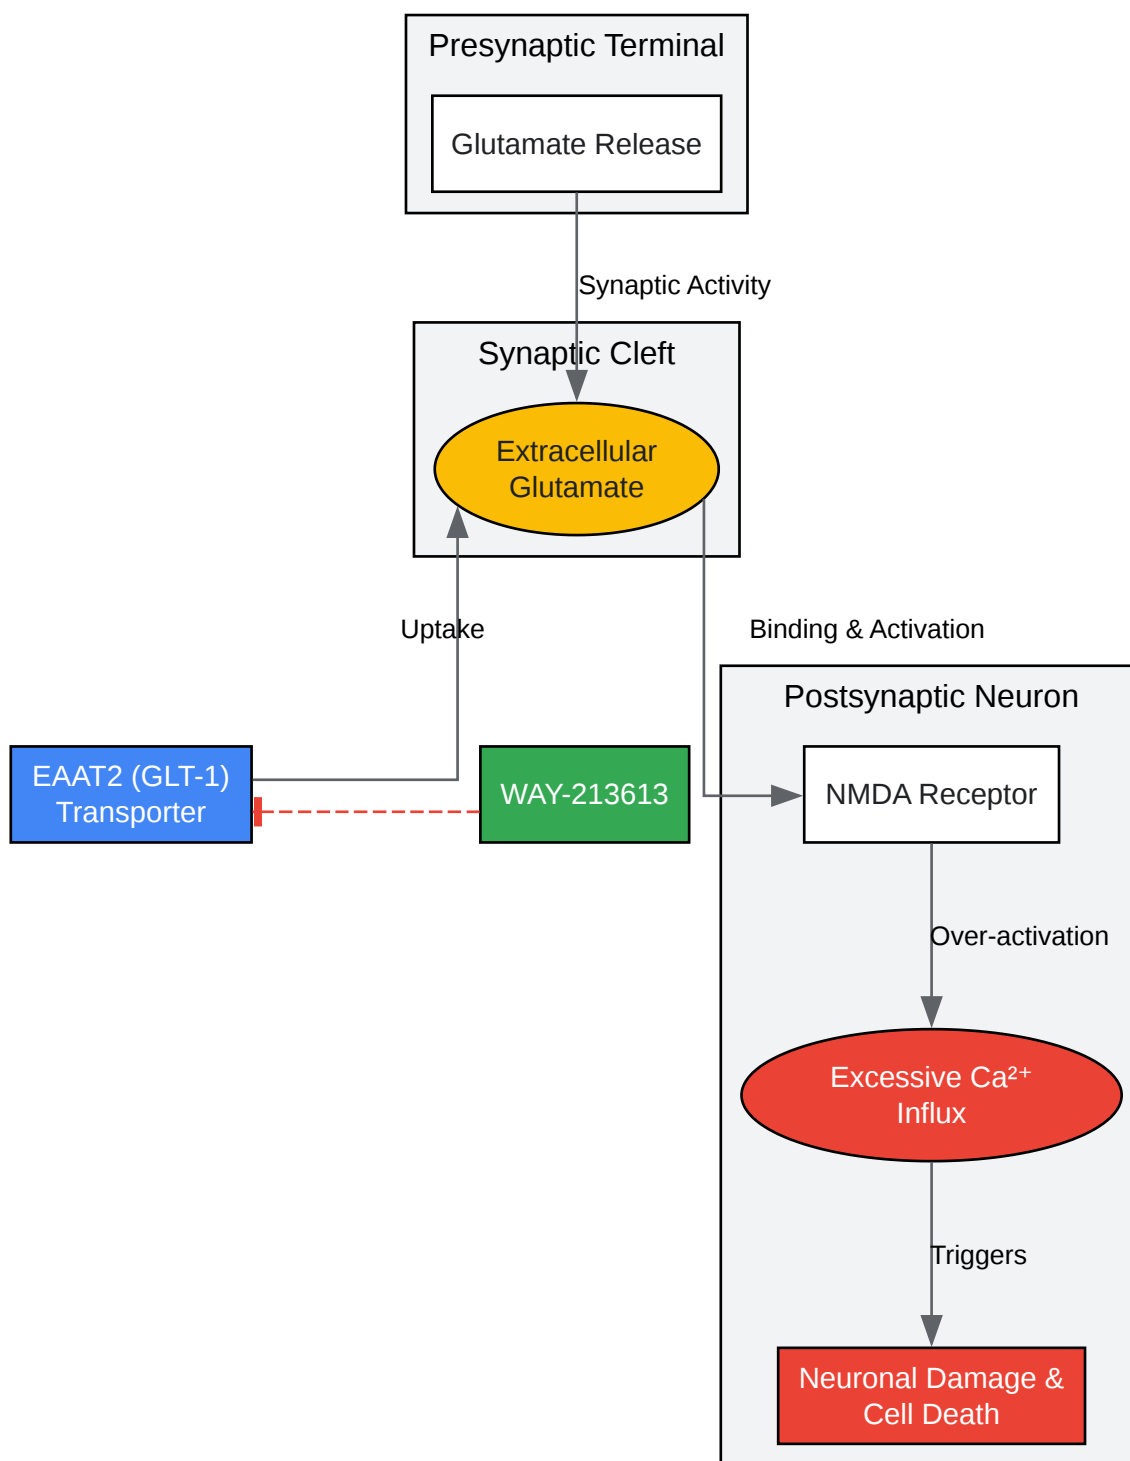 Presynaptic Terminal
Glutamate Release
Synaptic Activity
Synaptic Cleft
Extracellular
Glutamate
Uptake
Binding & Activation
Postsynaptic Neuron
EAAT2 (GLT-1)
Transporter
WAY-213613
NMDA Receptor
Over-activation
Excessive Ca²⁺
Influx
Triggers
Neuronal Damage &
Cell Death